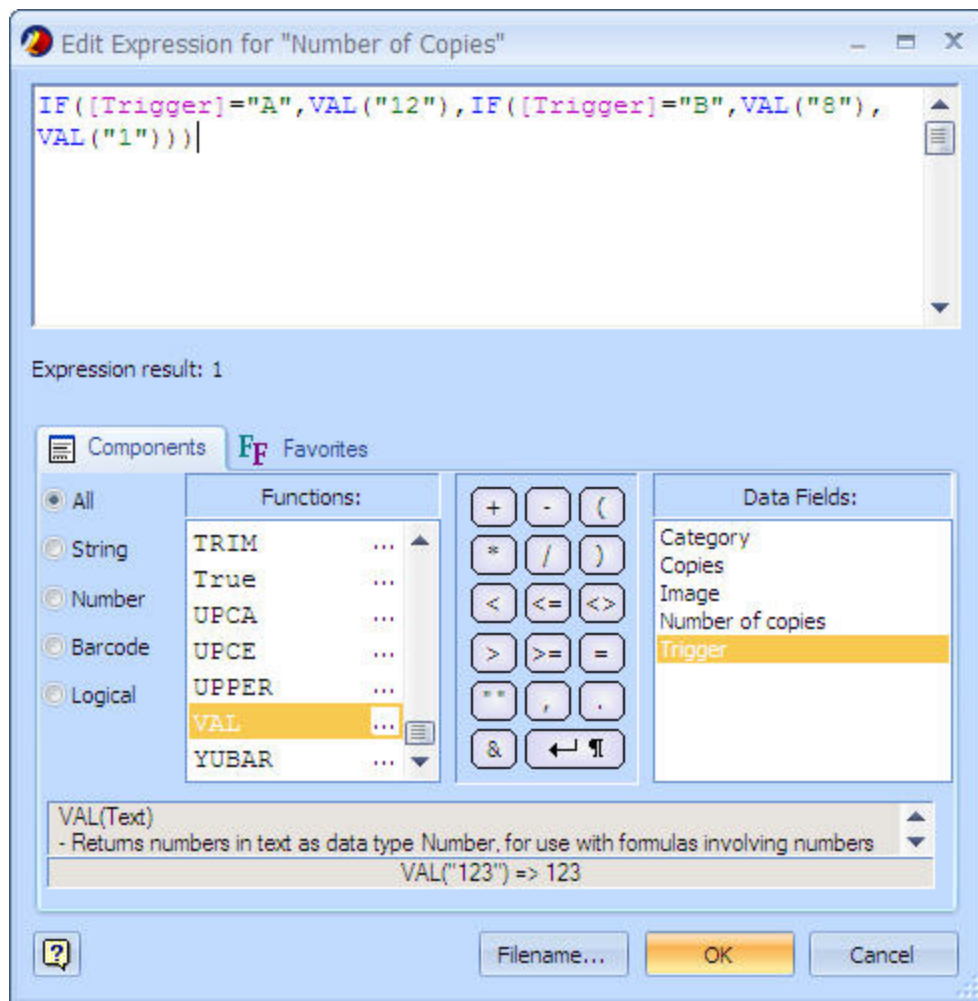 Edit Expression for "Number of Copies"
IF([Trigger]="A",VAL("12"),IF([Trigger]="B",VAL("8"),
VAL("1")))
Expression result: 1
Components
FF Favorites
All
String
Number
Barcode
Logical
Functions:
TRIM ...
True ...
UPCA ...
UPCE ...
UPPER ...
VAL ...
YUBAR ...
+ - (
* / )
< <= <>
> >= =
"" , .
& ↵ ¶
Data Fields:
Category
Copies
Image
Number of copies
Trigger
VAL(Text)
- Returns numbers in text as data type Number, for use with formulas involving numbers
VAL("123") => 123
?
Filename...
OK
Cancel